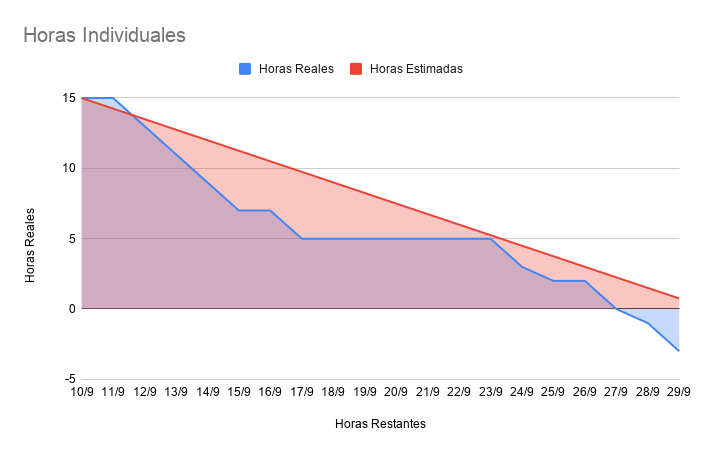 Horas Individuales
Horas Reales
Horas Estimadas
15
10
5
0
-5
Horas Reales
10/9 11/9 12/9 13/9 14/9 15/9 16/9 17/9 18/9 19/9 20/9 21/9 22/9 23/9 24/9 25/9 26/9 27/9 28/9 29/9
Horas Restantes